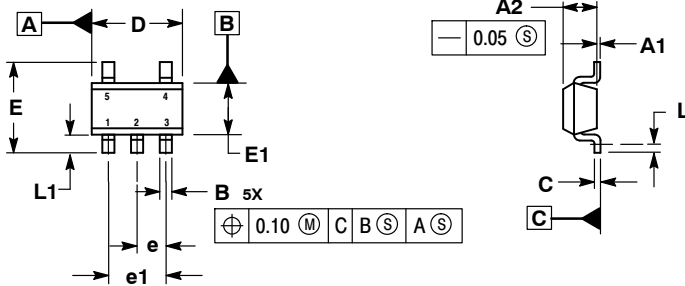 A2
A
D
B
— 0.05 Ⓢ
A1
E
5 4
1 2 3
E1
L
L1
B 5X
C
⌖ 0.10 Ⓜ C B Ⓢ A Ⓢ
C
e
e1